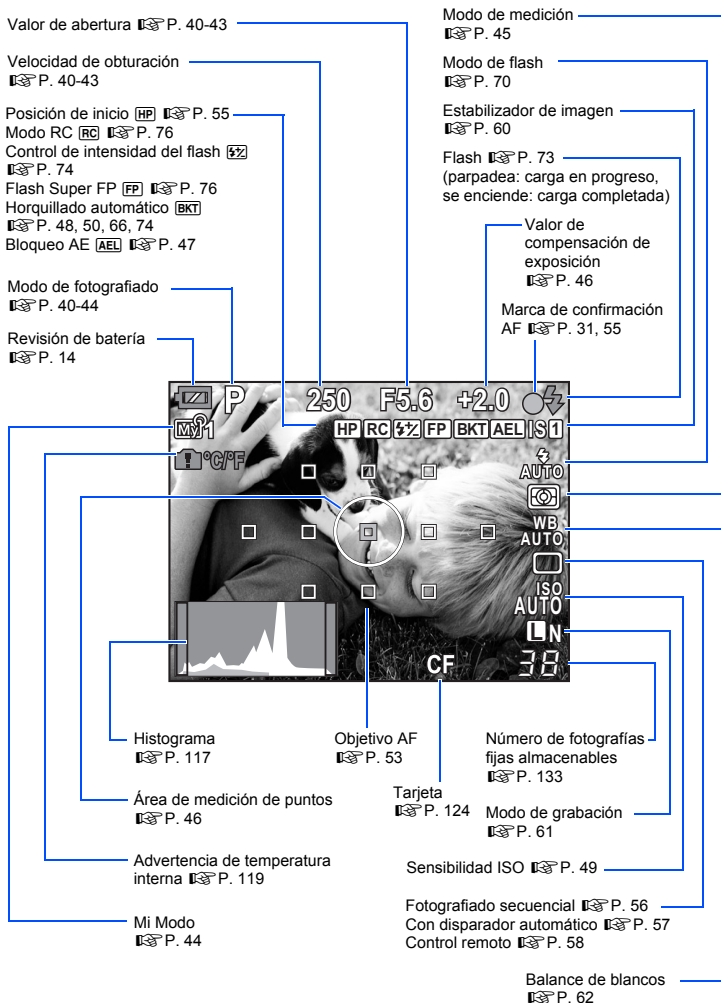 Valor de abertura ☞P. 40-43
Velocidad de obturación
☞P. 40-43
Posición de inicio HP ☞P. 55
Modo RC RC ☞P. 76
Control de intensidad del flash
☞P. 74
Flash Super FP FP ☞P. 76
Horquillado automático BKT
☞P. 48, 50, 66, 74
Bloqueo AE AEL ☞P. 47
Modo de fotografiado
☞P. 40-44
Revisión de batería
☞P. 14
Modo de medición
☞P. 45
Modo de flash
☞P. 70
Estabilizador de imagen
☞P. 60
Flash ☞P. 73
(parpadea: carga en progreso,
se enciende: carga completada)
Valor de
compensación de
exposición
☞P. 46
Marca de confirmación
AF ☞P. 31, 55
P 250 F5.6 +2.0
My1 HP RC FP BKT AEL IS1
°C/°F
AUTO
WB
AUTO
ISO
AUTO
L N
CF 38
Histograma
☞P. 117
Área de medición de puntos
☞P. 46
Advertencia de temperatura
interna ☞P. 119
Mi Modo
☞P. 44
Objetivo AF
☞P. 53
Tarjeta
☞P. 124
Número de fotografías
fijas almacenables
☞P. 133
Modo de grabación
☞P. 61
Sensibilidad ISO ☞P. 49
Fotografiado secuencial ☞P. 56
Con disparador automático ☞P. 57
Control remoto ☞P. 58
Balance de blancos
☞P. 62